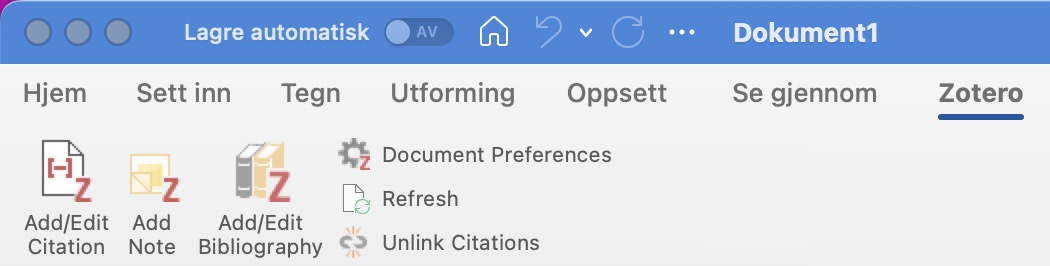 Lagre automatisk AV Dokument1
Hjem Sett inn Tegn Utforming Oppsett Se gjennom Zotero
Add/Edit Citation
Add Note
Add/Edit Bibliography
Document Preferences
Refresh
Unlink Citations